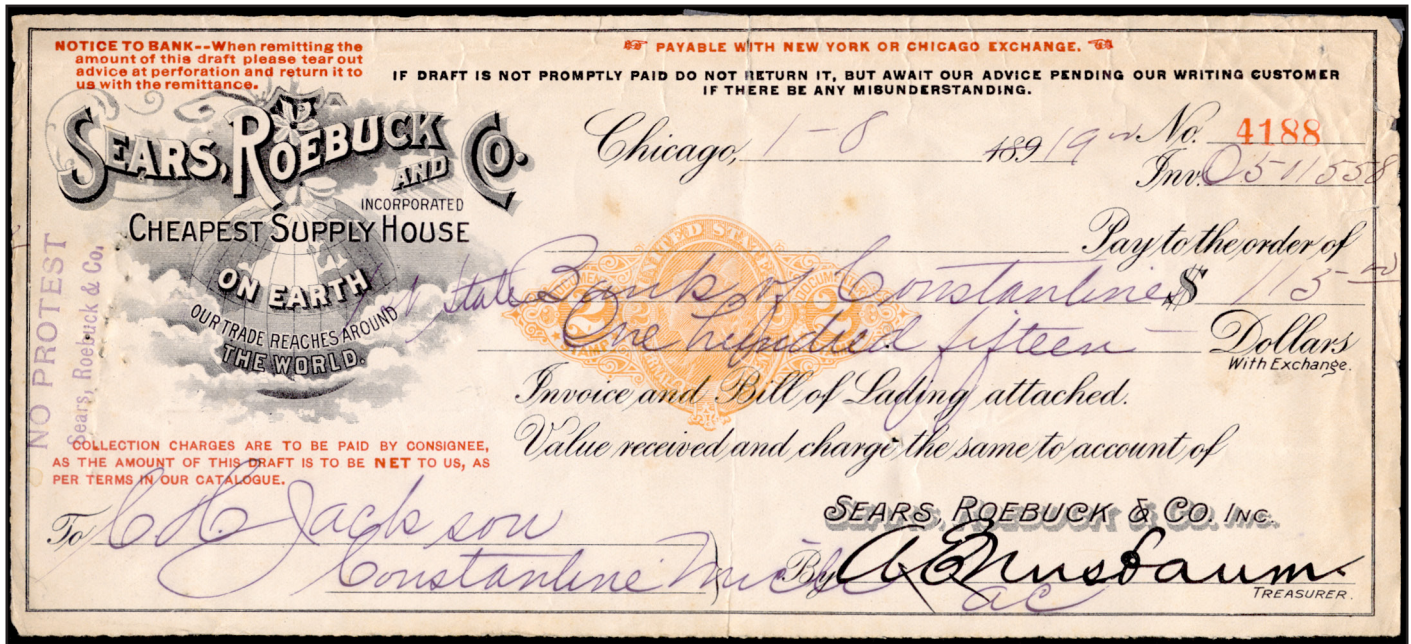 NOTICE TO BANK--When remitting the
amount of this draft please tear out
advice at perforation and return it to
us with the remittance.
PAYABLE WITH NEW YORK OR CHICAGO EXCHANGE.
IF DRAFT IS NOT PROMPTLY PAID DO NOT RETURN IT, BUT AWAIT OUR ADVICE PENDING OUR WRITING CUSTOMER
IF THERE BE ANY MISUNDERSTANDING.
SEARS, ROEBUCK AND CO.
INCORPORATED
CHEAPEST SUPPLY HOUSE
ON EARTH
OUR TRADE REACHES AROUND
THE WORLD.
Chicago, 1-8 189 19 No. 4188
Inv. 0511558
Pay to the order of
State Bank of Constantine $ 115
One hundred fifteen Dollars
With Exchange.
UNITED STATES
2 2
Invoice and Bill of Lading attached.
Value received and charge the same to account of
NO PROTEST
Sears, Roebuck & Co.
COLLECTION CHARGES ARE TO BE PAID BY CONSIGNEE,
AS THE AMOUNT OF THIS DRAFT IS TO BE NET TO US, AS
PER TERMS IN OUR CATALOGUE.
SEARS, ROEBUCK & CO. INC.
To C H Jackson
Constantine Mich
By A E Nusbaum.
TREASURER.